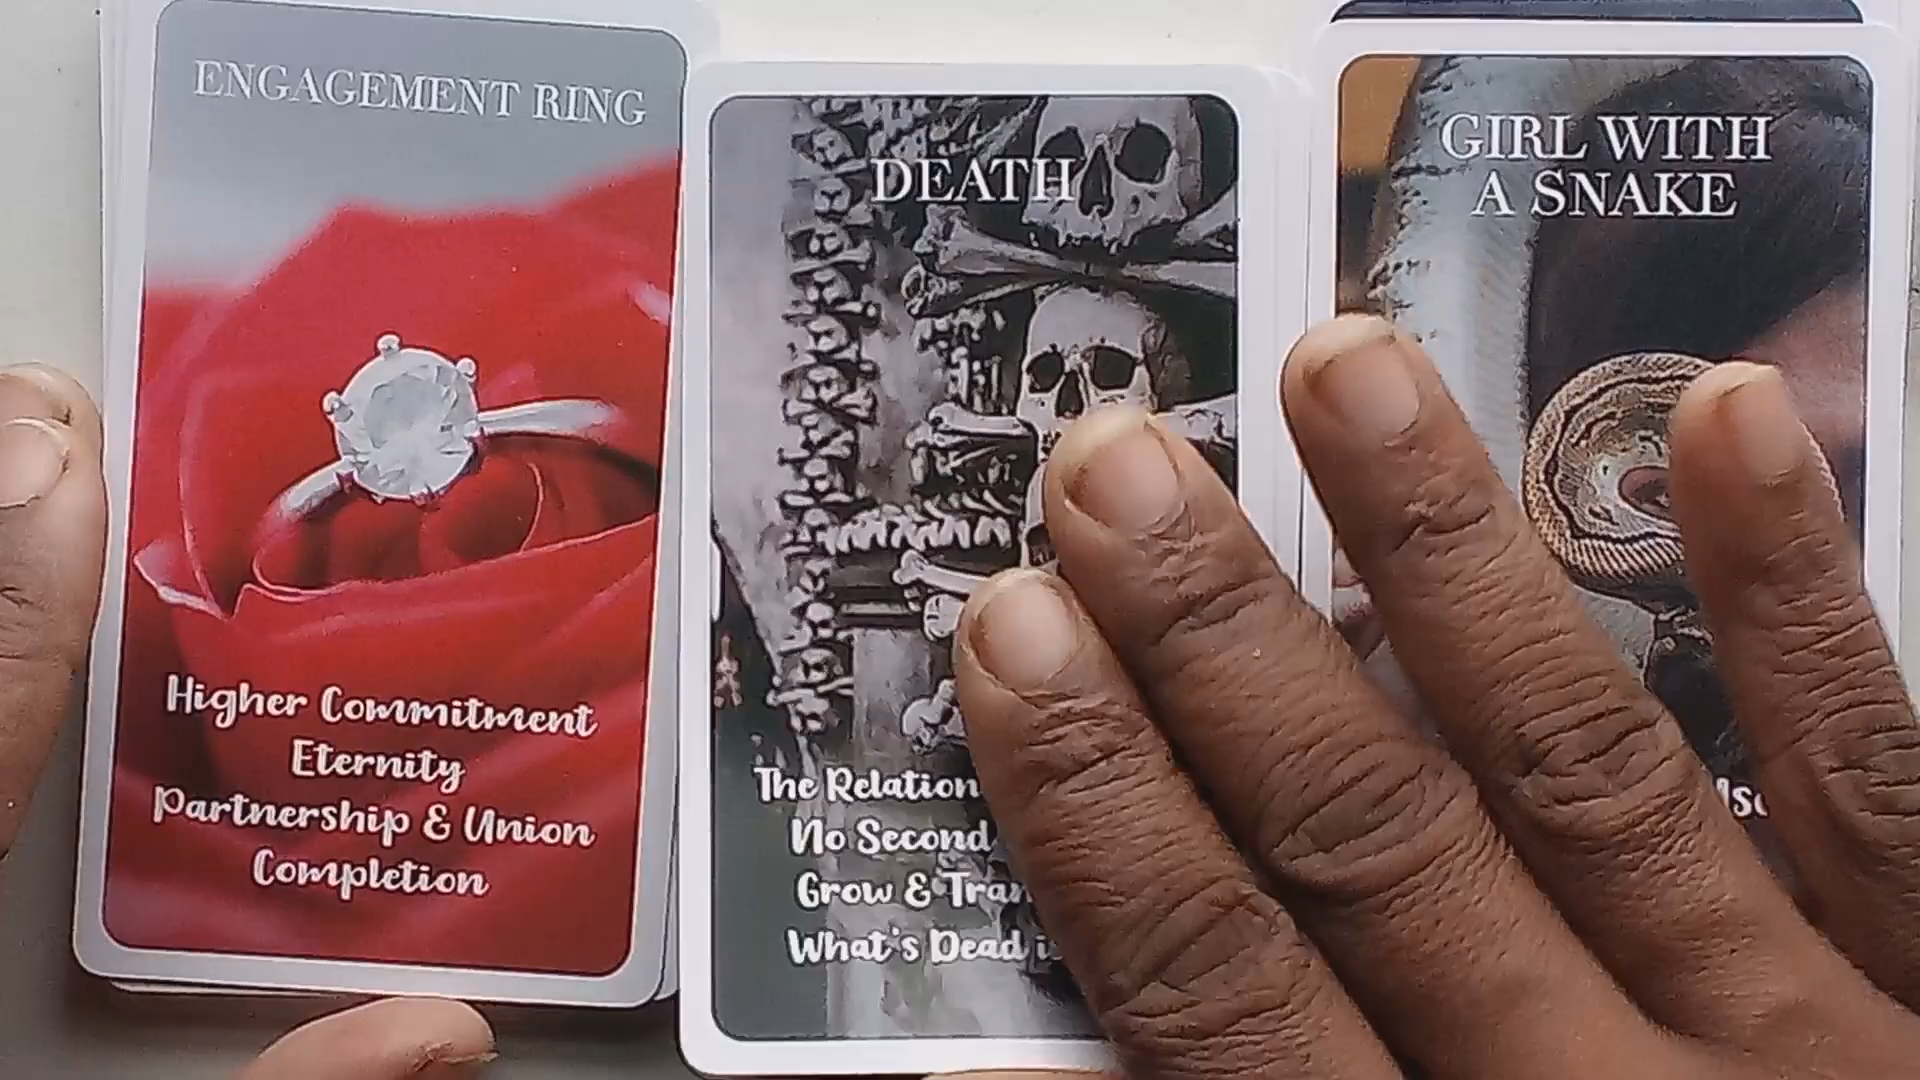 ENGAGEMENT RING
Higher Commitment
Eternity
Partnership & Union
Completion
DEATH
The Relation
No Second
Grow & Tran
What's Dead i
GIRL WITH
A SNAKE